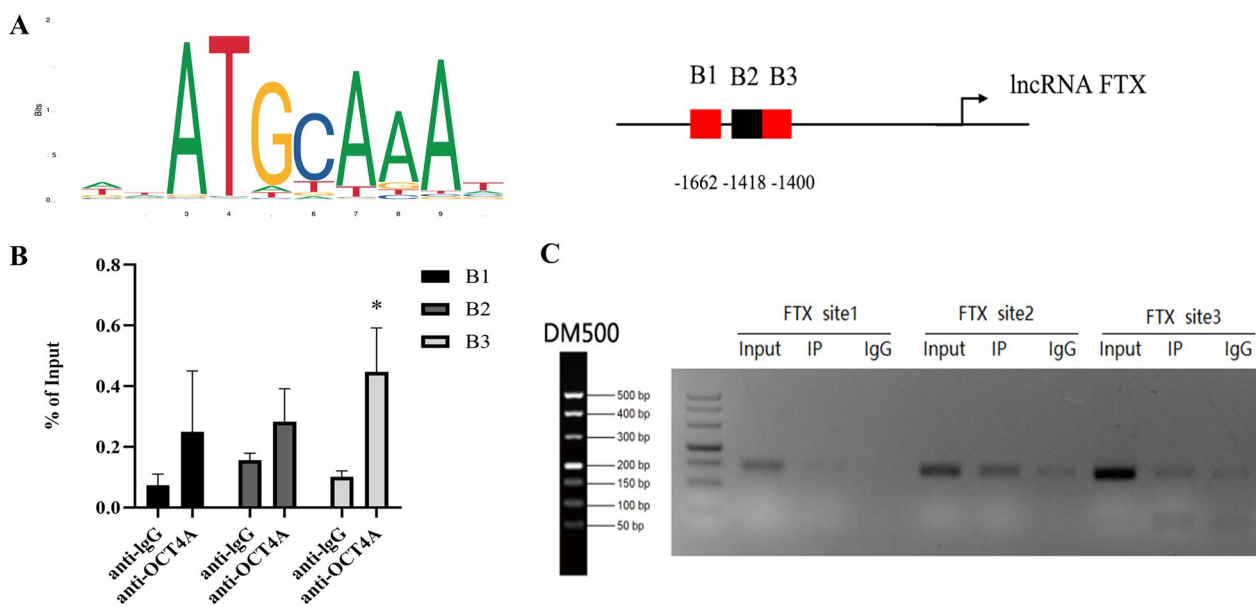 A
2
Bits
1
.5
0
ATGCAAA
3 4 6 7 8 9
B1 B2 B3
lncRNA FTX
-1662 -1418 -1400
B
% of Input
0.8
0.6
0.4
0.2
0.0
*
B1
B2
B3
anti-IgG
anti-OCT4A
anti-IgG
anti-OCT4A
anti-IgG
anti-OCT4A
C
DM500
500 bp
400 bp
300 bp
200 bp
150 bp
100 bp
50 bp
FTX site1 FTX site2 FTX site3
Input IP IgG Input IP IgG Input IP IgG